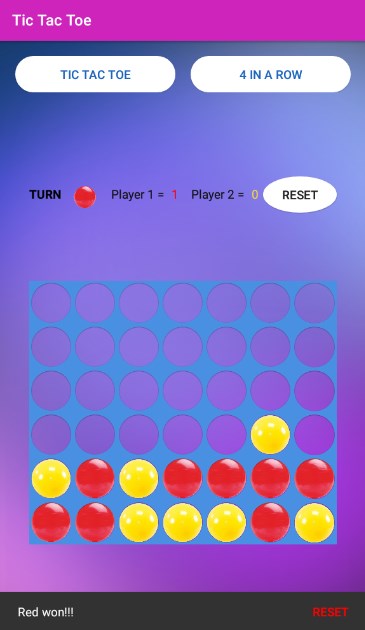 Tic Tac Toe
TIC TAC TOE 4 IN A ROW
TURN Player 1 = 1 Player 2 = 0 RESET
Red won!!! RESET